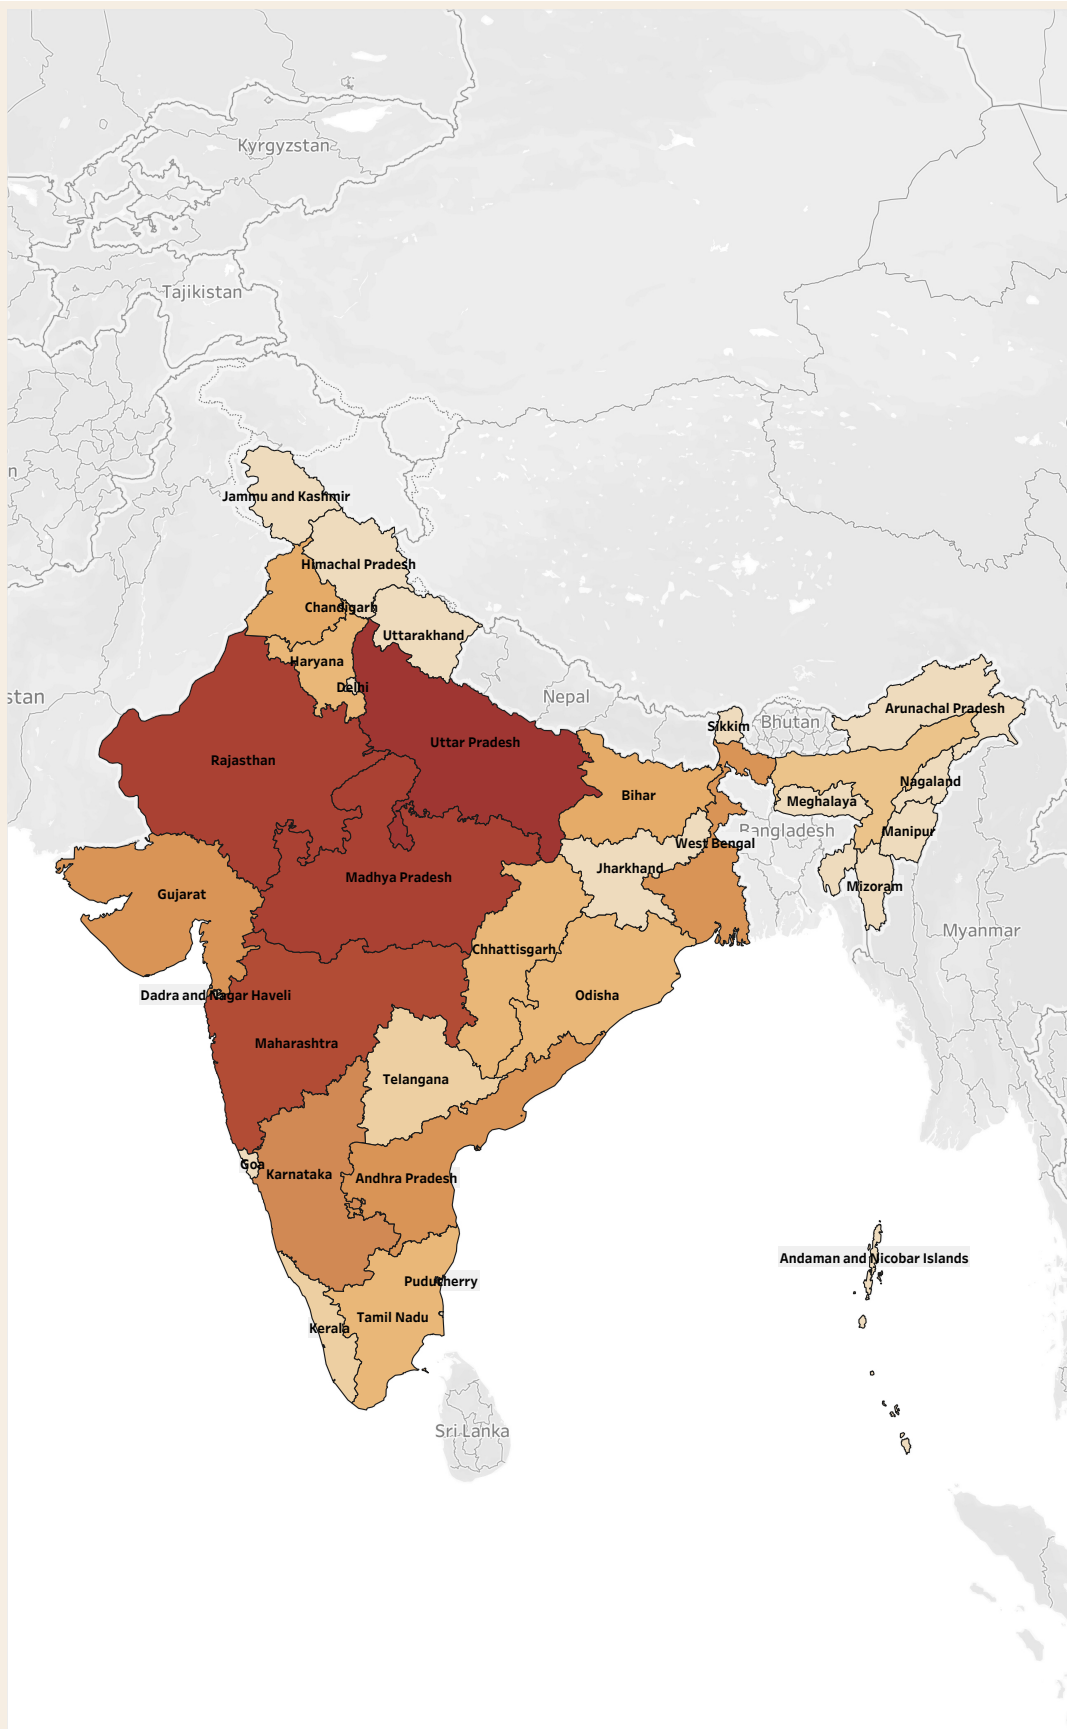 Kyrgyzstan
Tajikistan
n
Jammu and Kashmir
Himachal Pradesh
Chandigarh
Uttarakhand
Haryana
Delhi
stan
Nepal
Sikkim
Bhutan
Arunachal Pradesh
Uttar Pradesh
Rajasthan
Nagaland
Bihar
Meghalaya
Bangladesh
Manipur
West Bengal
Jharkhand
Madhya Pradesh
Mizoram
Gujarat
Myanmar
Chhattisgarh
Dadra and Nagar Haveli
Odisha
Maharashtra
Telangana
Goa
Karnataka
Andhra Pradesh
Andaman and Nicobar Islands
Puducherry
Tamil Nadu
Kerala
Sri Lanka